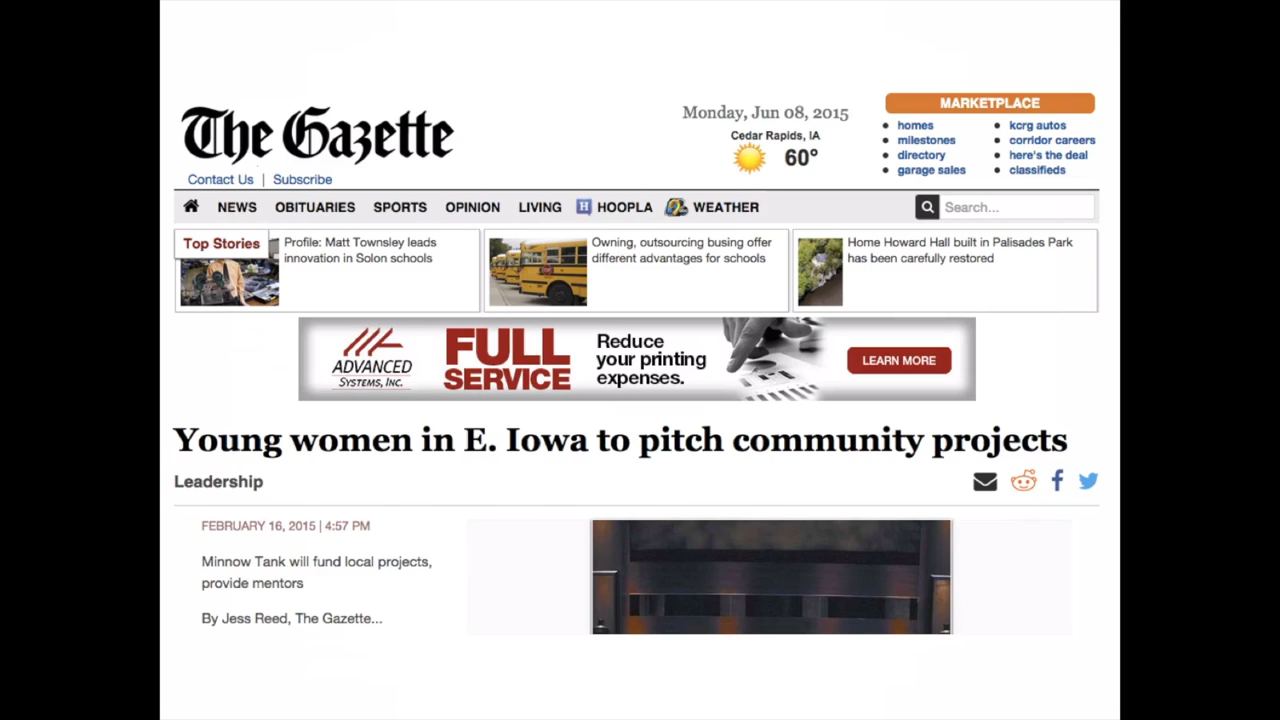 The Gazette
Contact Us | Subscribe
Monday, Jun 08, 2015
Cedar Rapids, IA
60°
MARKETPLACE
homes
milestones
directory
garage sales
kcrg autos
corridor careers
here's the deal
classifieds
NEWS OBITUARIES SPORTS OPINION LIVING H HOOPLA WEATHER
Search...
Top Stories
Profile: Matt Townsley leads
innovation in Solon schools
Owning, outsourcing busing offer
different advantages for schools
Home Howard Hall built in Palisades Park
has been carefully restored
ADVANCED
SYSTEMS, INC.
FULL
SERVICE
Reduce
your printing
expenses.
LEARN MORE
Young women in E. Iowa to pitch community projects
Leadership
FEBRUARY 16, 2015 | 4:57 PM
Minnow Tank will fund local projects,
provide mentors
By Jess Reed, The Gazette...